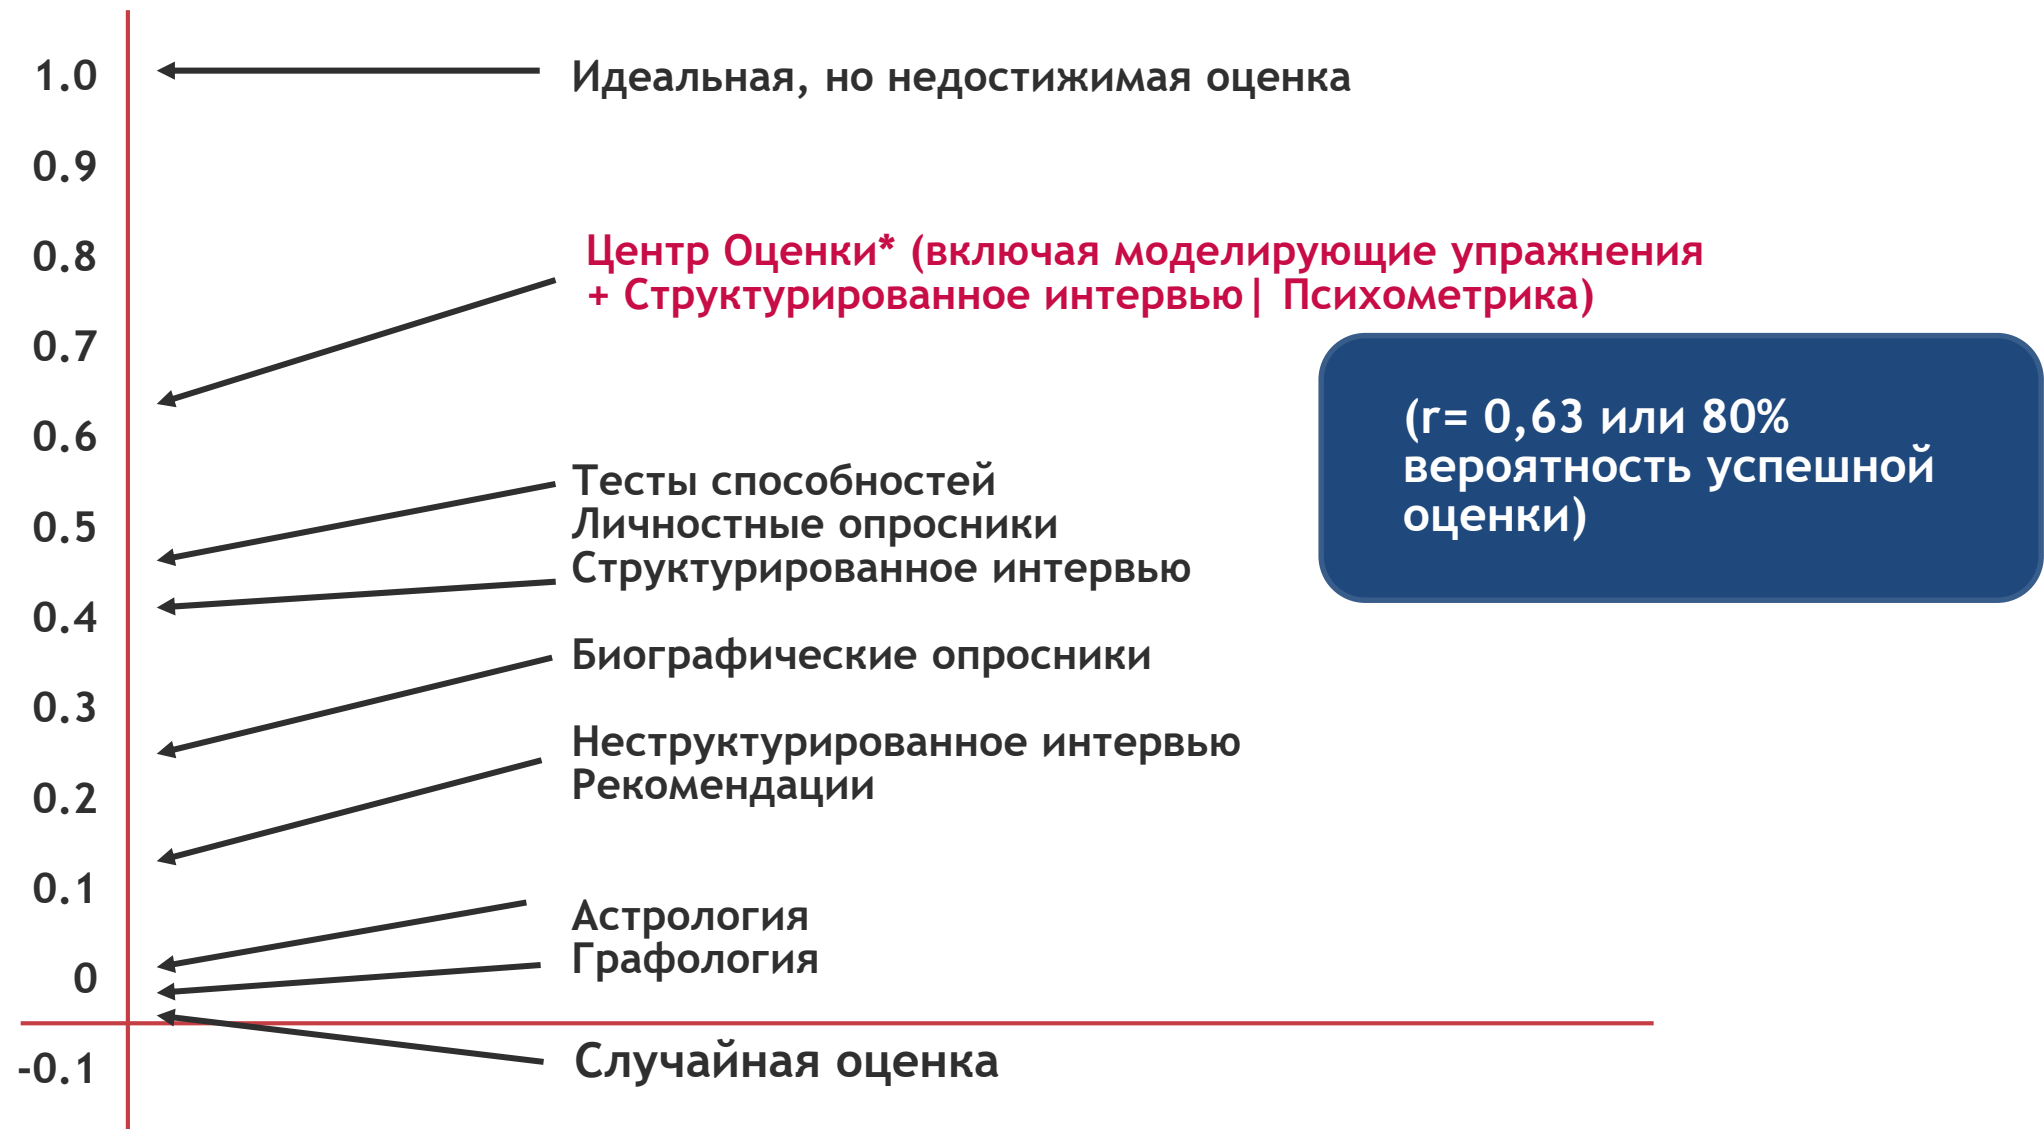 1.0
Идеальная, но недостижимая оценка
0.9
0.8
Центр Оценки* (включая моделирующие упражнения
+ Структурированное интервью| Психометрика)
0.7
(r= 0,63 или 80%
вероятность успешной
оценки)
0.6
Тесты способностей
0.5
Личностные опросники
Структурированное интервью
0.4
Биографические опросники
0.3
Неструктурированное интервью
Рекомендации
0.2
0.1
Астрология
Графология
0
Случайная оценка
-0.1